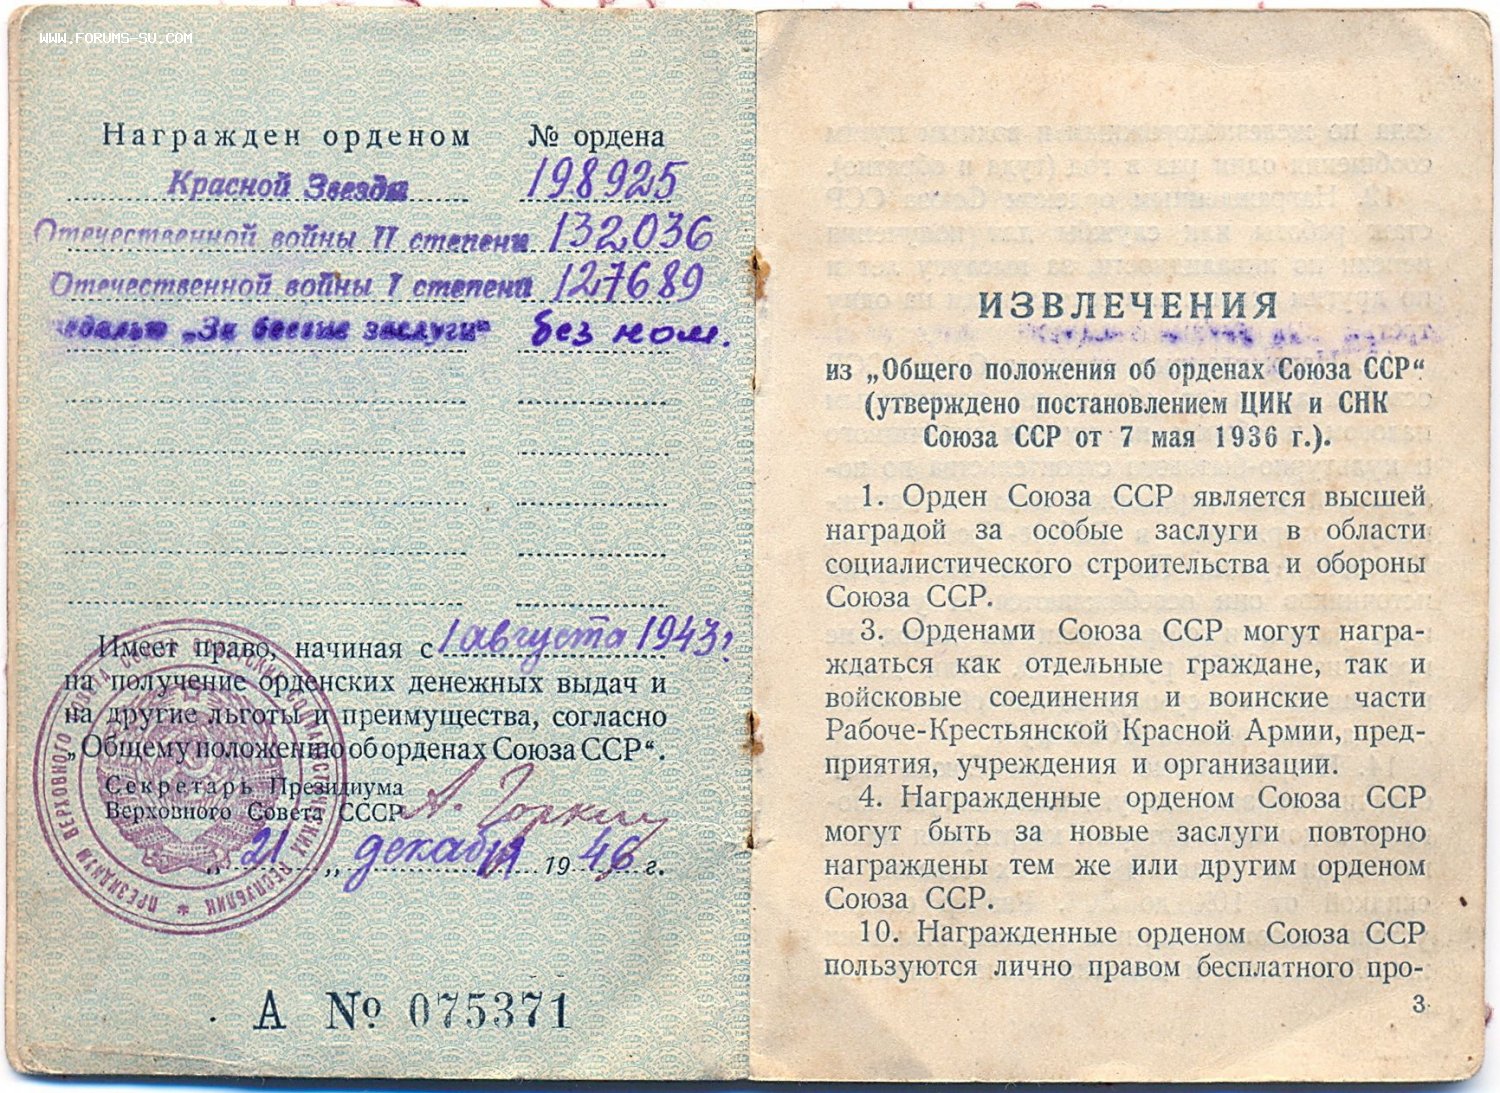 WWW.FORUMS-SU.COM
Награжден орденом № ордена
Красной Звезды 198925
Отечественной войны II степени 132036
Отечественной войны I степени 127689
медалью „За боевые заслуги“ без ном.
Имеет право, начиная с 1 августа 1943 г.
на получение орденских денежных выдач и
на другие льготы и преимущества, согласно
„Общему положению об орденах Союза ССР“.
Секретарь Президиума
Верховного Совета СССР А. Горкин
„21„ декабря 1946 г.
А № 075371
ИЗВЛЕЧЕНИЯ
из „Общего положения об орденах Союза ССР“
(утверждено постановлением ЦИК и СНК
Союза ССР от 7 мая 1936 г.).
1. Орден Союза ССР является высшей
наградой за особые заслуги в области
социалистического строительства и обороны
Союза ССР.
3. Орденами Союза ССР могут награ-
ждаться как отдельные граждане, так и
войсковые соединения и воинские части
Рабоче-Крестьянской Красной Армии, пред-
приятия, учреждения и организации.
4. Награжденные орденом Союза ССР
могут быть за новые заслуги повторно
награждены тем же или другим орденом
Союза ССР.
10. Награжденные орденом Союза ССР
пользуются лично правом бесплатного про-
3